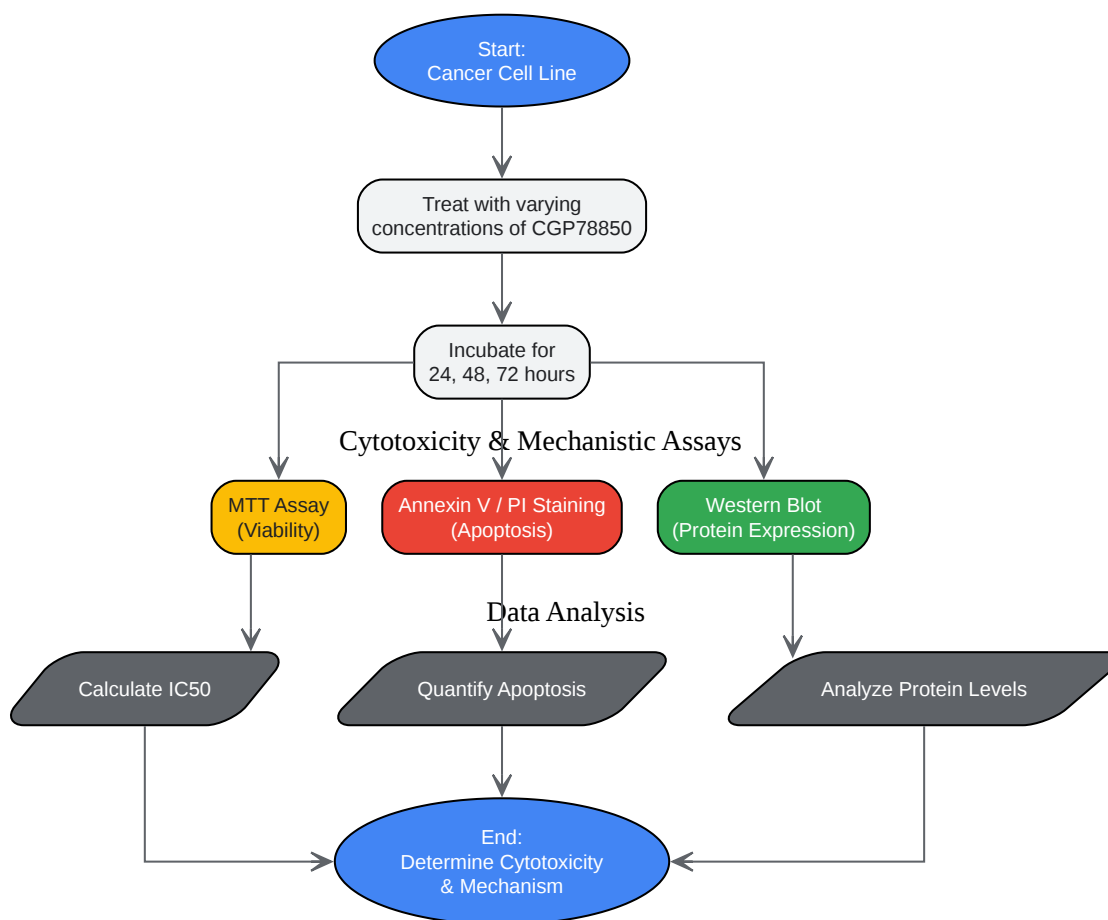 Start:
Cancer Cell Line
Treat with varying
concentrations of CGP78850
Incubate for
24, 48, 72 hours
Cytotoxicity & Mechanistic Assays
MTT Assay
(Viability)
Annexin V / PI Staining
(Apoptosis)
Western Blot
(Protein Expression)
Data Analysis
Calculate IC50
Quantify Apoptosis
Analyze Protein Levels
End:
Determine Cytotoxicity
& Mechanism